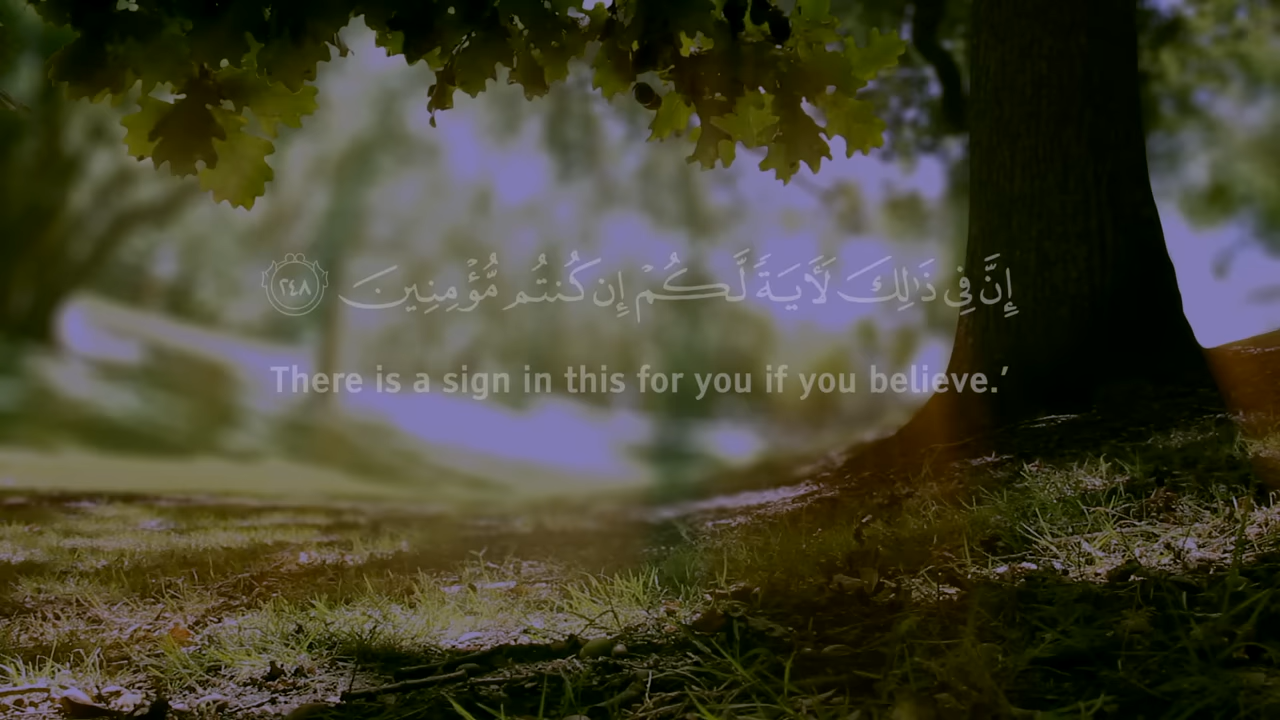 إِنَّ فِي ذَٰلِكَ لَآيَةً لَّكُمْ إِن كُنتُم مُّؤْمِنِينَ ٢٤٨
There is a sign in this for you if you believe.’